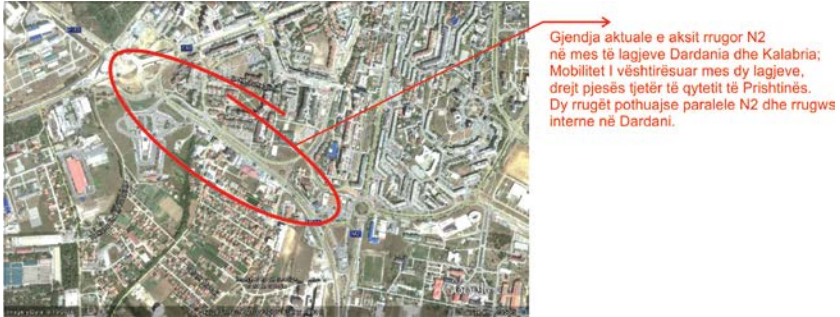 Gjendja aktuale e aksit rrugor N2
në mes të lagjeve Dardania dhe Kalabria;
Mobilitet I vështirësuar mes dy lagjeve,
drejt pjesës tjetër të qytetit të Prishtinës.
Dy rrugët pothuajse paralele N2 dhe rrugws
interne në Dardani.